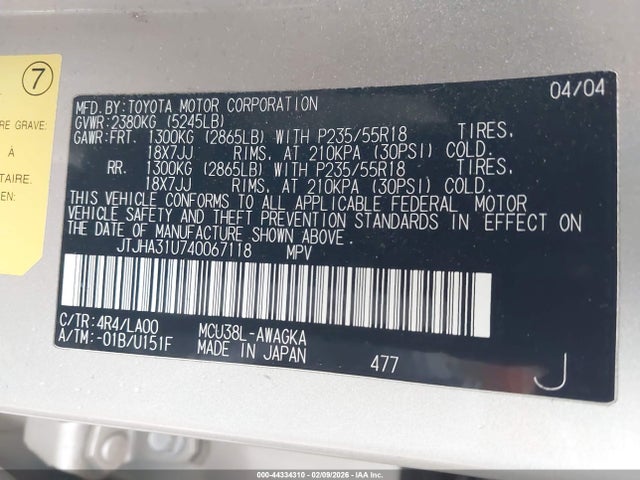 7
RE GRAVE:
À
TAIRE.
EN:
04/04
MFD.BY:TOYOTA MOTOR CORPORATION
GVWR:2380KG (5245LB)
GAWR:FRT. 1300KG (2865LB) WITH P235/55R18 TIRES,
18X7JJ RIMS, AT 210KPA (30PSI) COLD.
RR. 1300KG (2865LB) WITH P235/55R18 TIRES,
18X7JJ RIMS, AT 210KPA (30PSI) COLD.
THIS VEHICLE CONFORMS TO ALL APPLICABLE FEDERAL MOTOR
VEHICLE SAFETY AND THEFT PREVENTION STANDARDS IN EFFECT ON
THE DATE OF MANUFACTURE SHOWN ABOVE.
JTJHA31U740067118 MPV
C/TR:4R4/LA00 MCU38L-AWAGKA
A/TM:-01B/U151F MADE IN JAPAN 477 J
000-44334310 - 02/09/2026 - IAA Inc.